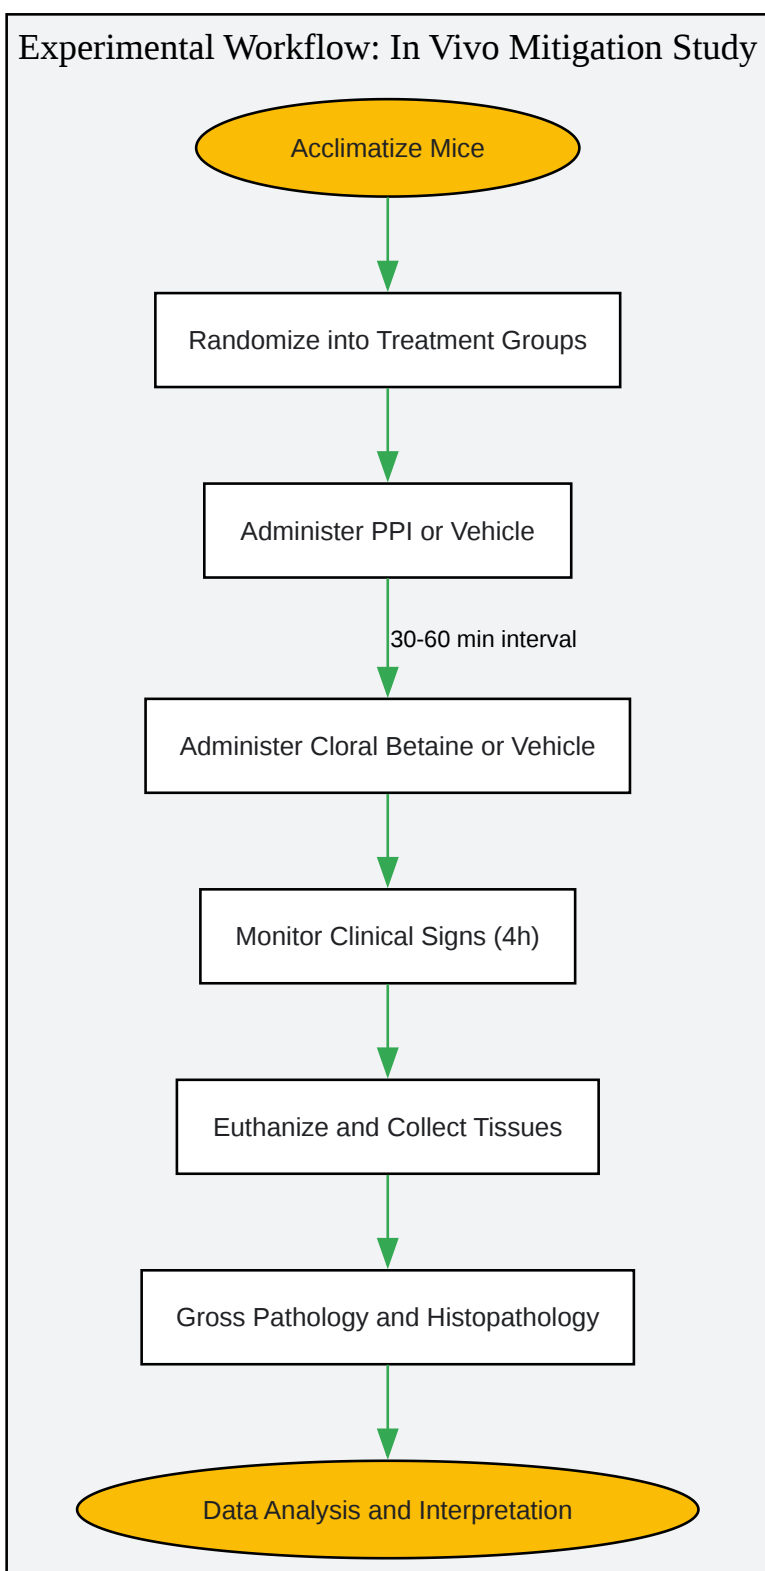 Experimental Workflow: In Vivo Mitigation Study
Acclimatize Mice
Randomize into Treatment Groups
Administer PPI or Vehicle
30-60 min interval
Administer Cloral Betaine or Vehicle
Monitor Clinical Signs (4h)
Euthanize and Collect Tissues
Gross Pathology and Histopathology
Data Analysis and Interpretation